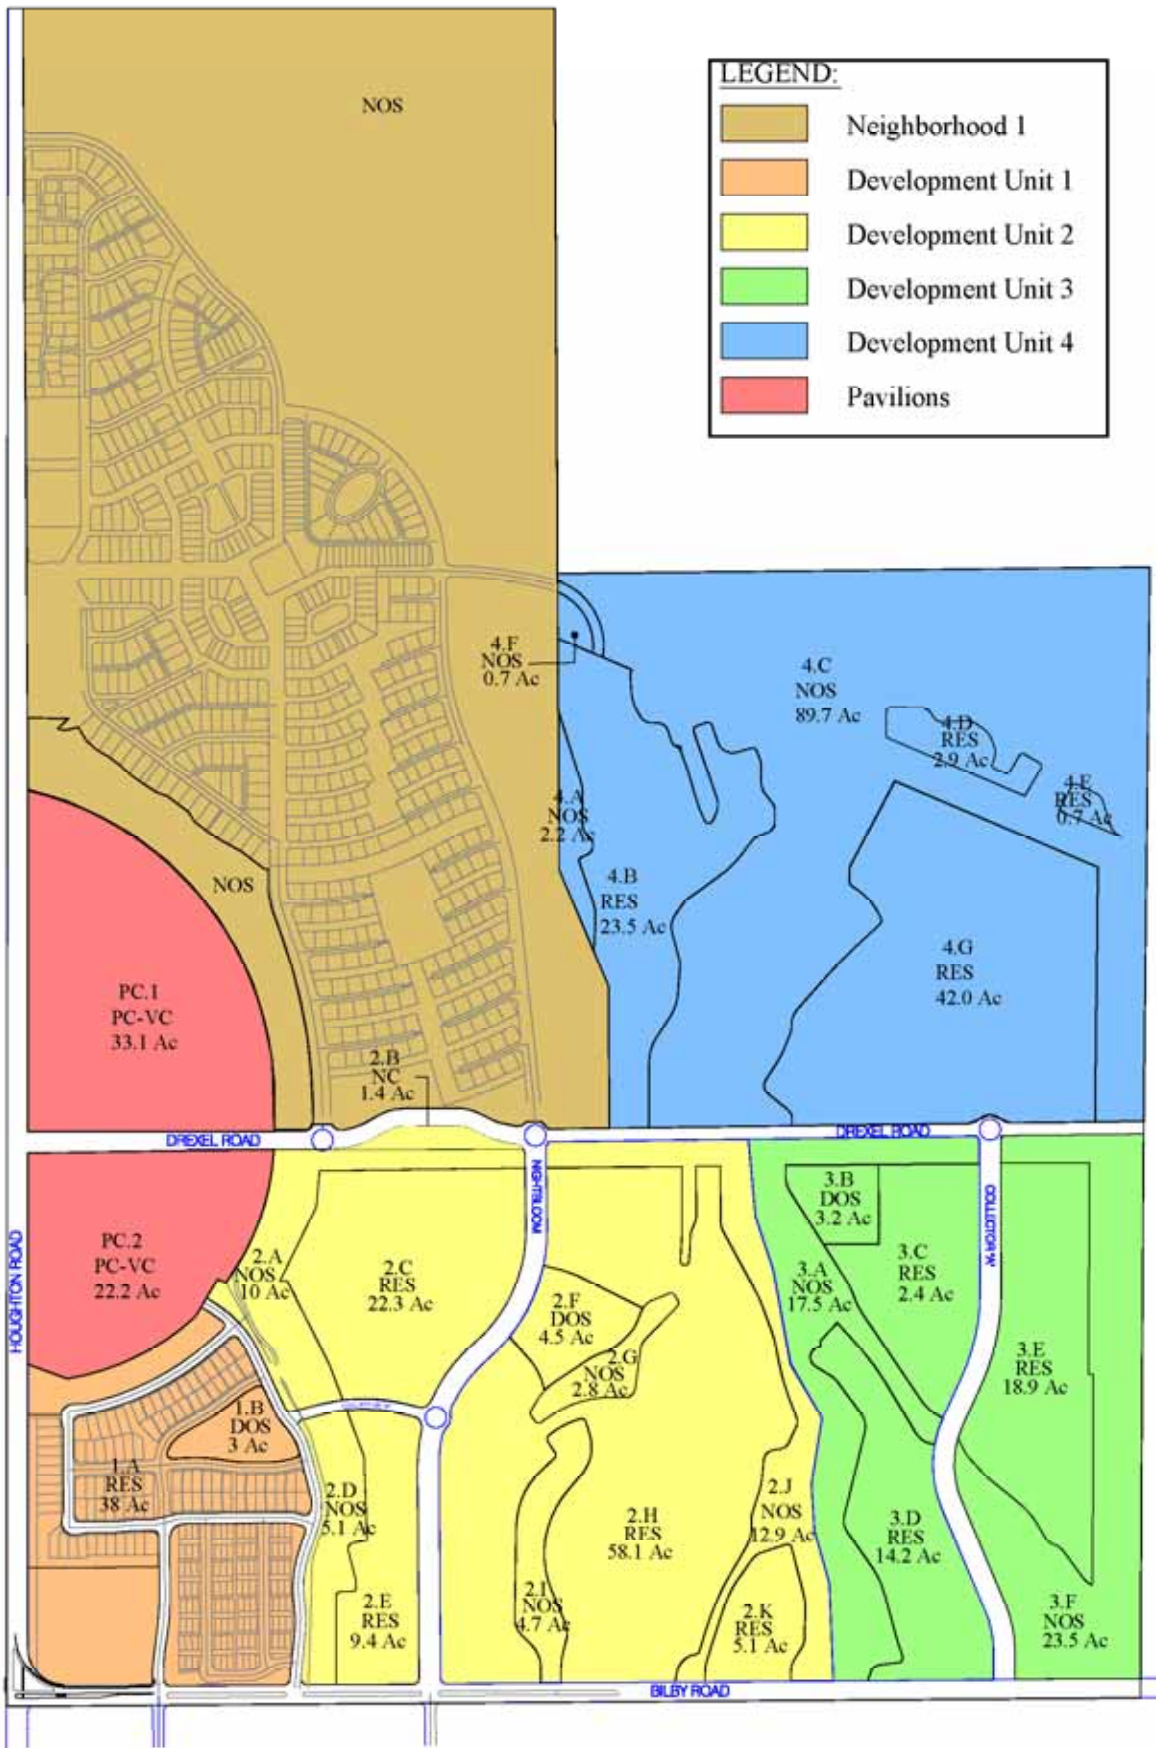 LEGEND:
Neighborhood 1
Development Unit 1
Development Unit 2
Development Unit 3
Development Unit 4
Pavilions
NOS
4.F
NOS
0.7 Ac
4.C
NOS
89.7 Ac
4.D
RES
2.9 Ac
4.E
RES
0.7 Ac
4.A
NOS
2.2 Ac
4.B
RES
23.5 Ac
4.G
RES
42.0 Ac
NOS
PC.1
PC-VC
33.1 Ac
2.B
NC
1.4 Ac
DREXEL ROAD
DREXEL ROAD
HOUGHTON ROAD
NIGHTBLOOM
COLLECTOR "A"
PC.2
PC-VC
22.2 Ac
2.A
NOS
10 Ac
2.C
RES
22.3 Ac
2.F
DOS
4.5 Ac
2.G
NOS
2.8 Ac
3.B
DOS
3.2 Ac
3.A
NOS
17.5 Ac
3.C
RES
2.4 Ac
3.E
RES
18.9 Ac
1.B
DOS
3 Ac
1.A
RES
38 Ac
2.D
NOS
5.1 Ac
2.E
RES
9.4 Ac
2.I
NOS
4.7 Ac
2.H
RES
58.1 Ac
2.J
NOS
12.9 Ac
2.K
RES
5.1 Ac
3.D
RES
14.2 Ac
3.F
NOS
23.5 Ac
BILBY ROAD